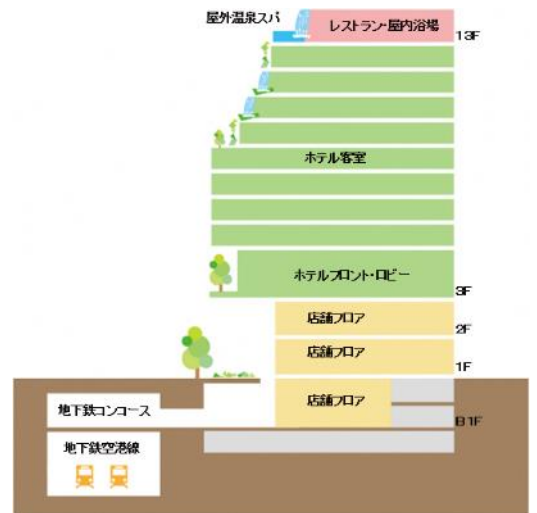 屋外温泉スパ
レストラン・屋内浴場
13F
ホテル客室
ホテルフロント・ロビー
3F
店舗フロア
2F
店舗フロア
1F
店舗フロア
地下鉄コンコース
B1F
地下鉄空港線